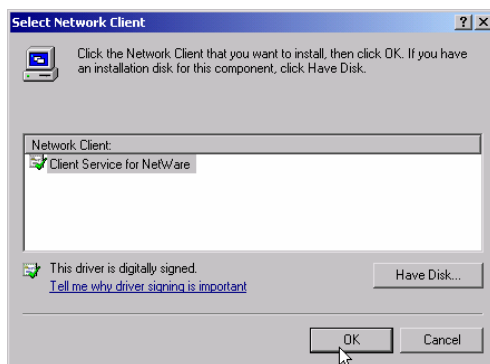 Select Network Client
Click the Network Client that you want to install, then click OK. If you have
an installation disk for this component, click Have Disk.
Network Client:
Client Service for NetWare
This driver is digitally signed.
Tell me why driver signing is important
Have Disk...
OK
Cancel